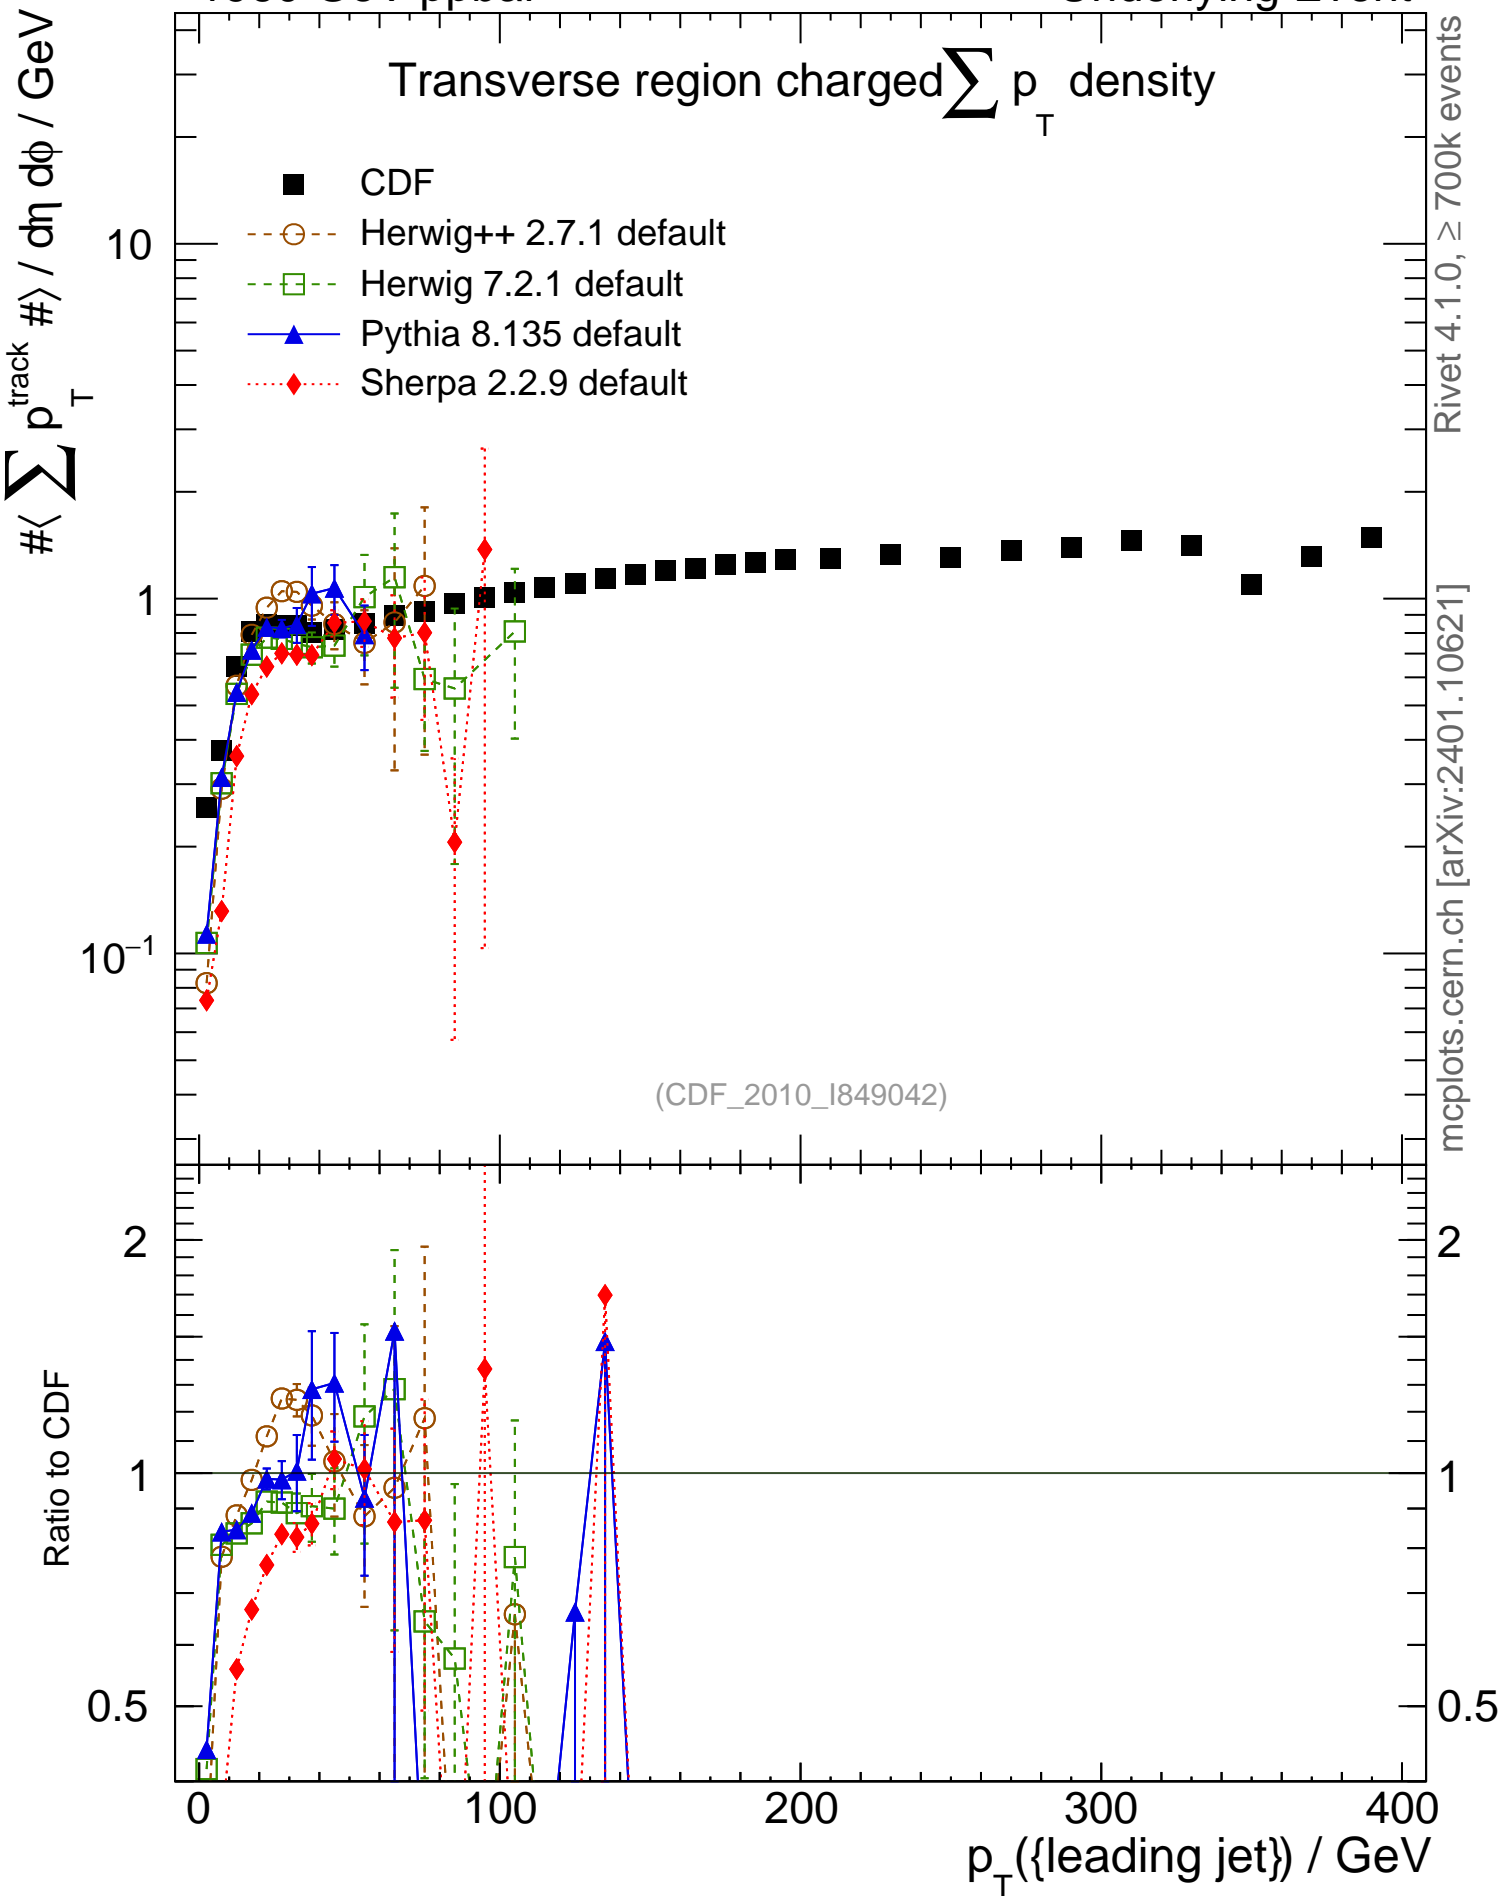 Transverse region charged ∑ p_T density
CDF
Herwig++ 2.7.1 default
Herwig 7.2.1 default
Pythia 8.135 default
Sherpa 2.2.9 default
#⟨ ∑ p_T^track #⟩ / dη dϕ / GeV
10
1
10⁻¹
(CDF_2010_I849042)
Rivet 4.1.0, ≥ 700k events
mcplots.cern.ch [arXiv:2401.10621]
Ratio to CDF
2
1
0.5
2
1
0.5
0 100 200 300 400
p_T({leading jet}) / GeV